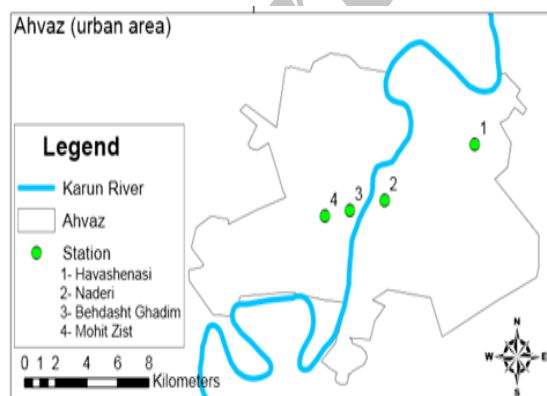 Ahvaz (urban area)
1
2
3
4
Legend
Karun River
Ahvaz
Station
1- Havashenasi
2- Naderi
3- Behdasht Ghadim
4- Mohit Zist
0 1 2 4 6 8
Kilometers
N
W E
S